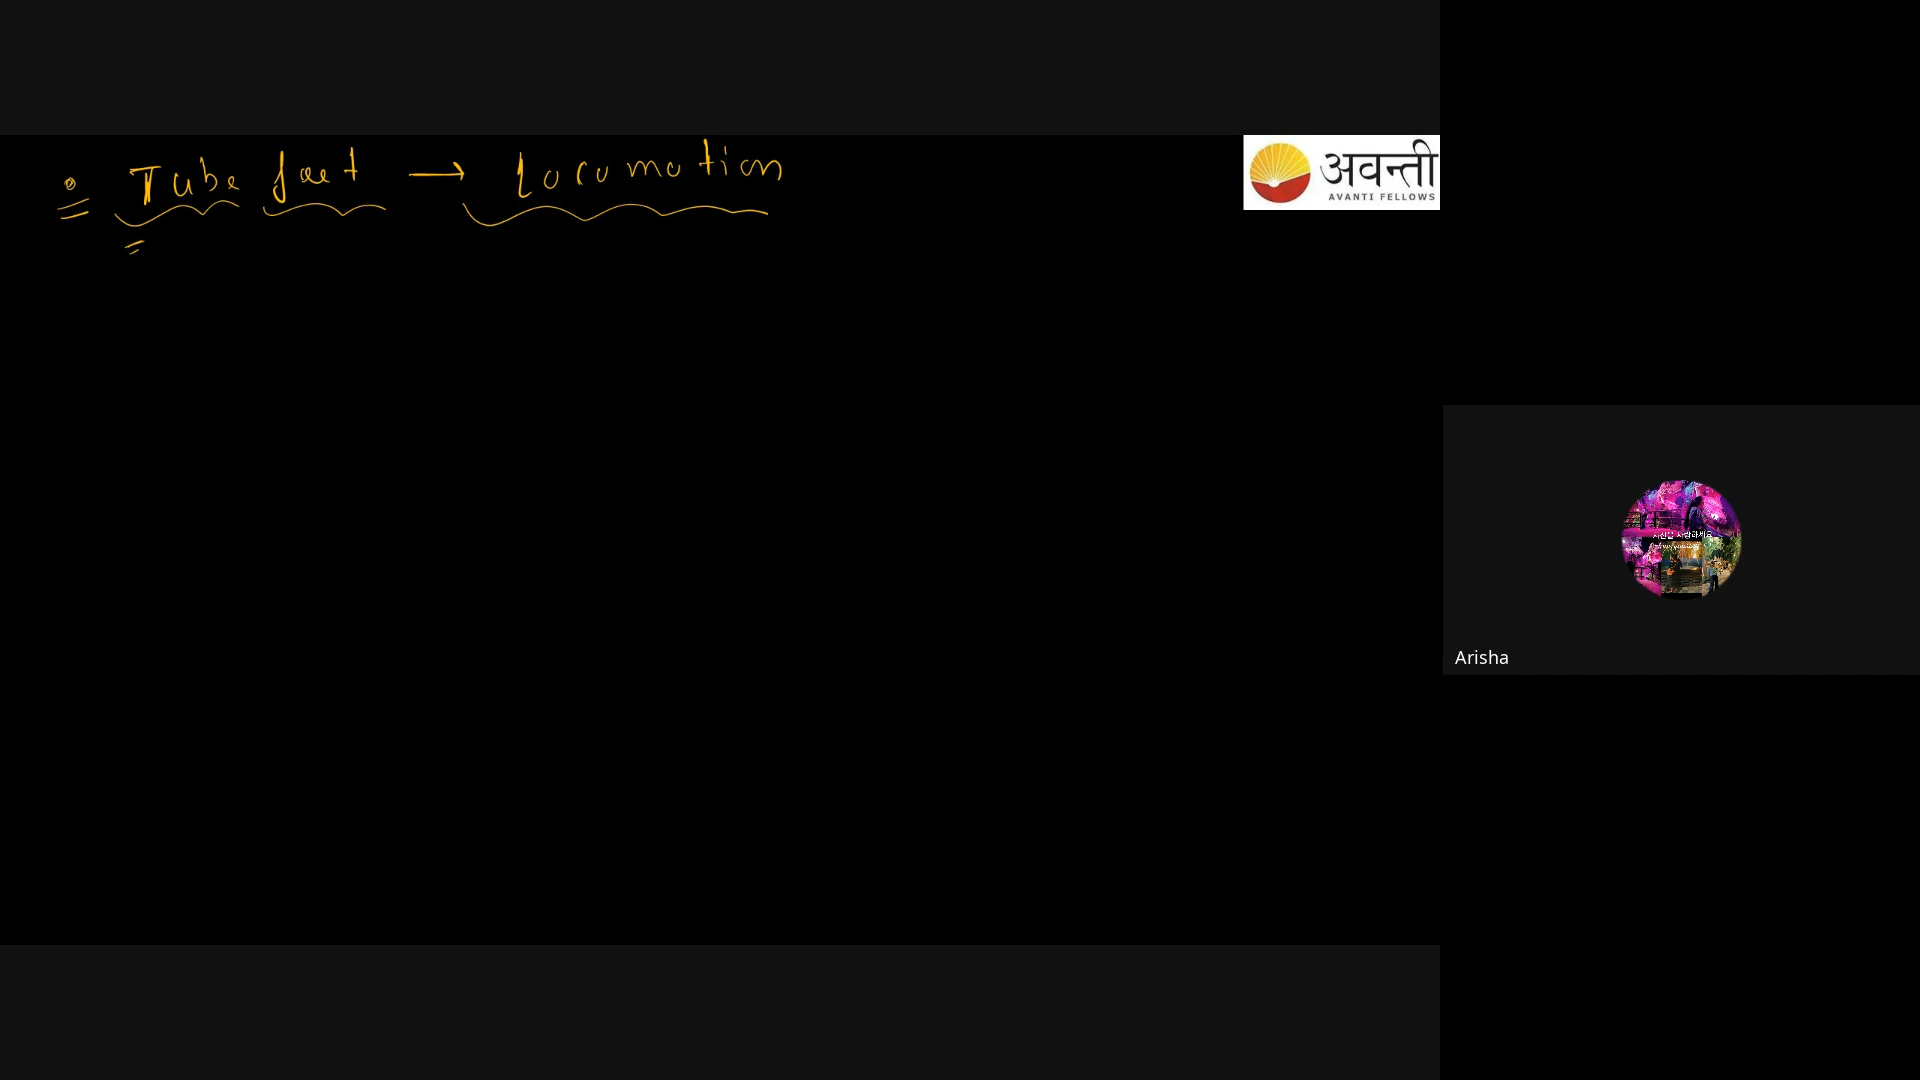 Tube feet → Locomotion
अवन्ती
AVANTI FELLOWS
Arisha